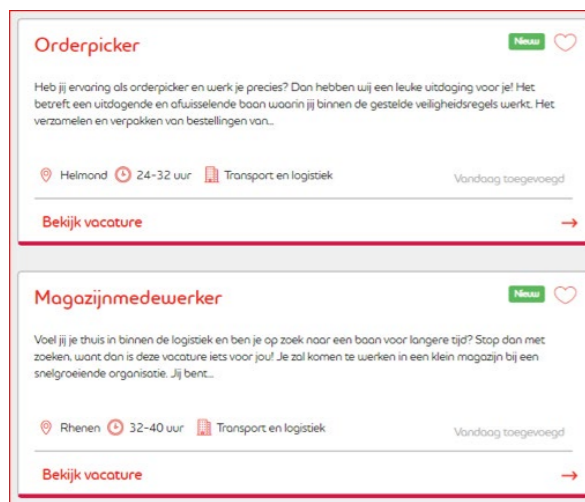 Orderpicker
Nieuw
Heb jij ervaring als orderpicker en werk je precies? Dan hebben wij een leuke uitdaging voor je! Het
betreft een uitdagende en afwisselende baan waarin jij binnen de gestelde veiligheidsregels werkt. Het
verzamelen en verpakken van bestellingen van...
Helmond 24-32 uur Transport en logistiek Vandaag toegevoegd
Bekijk vacature →
Magazijnmedewerker
Nieuw
Voel jij je thuis in binnen de logistiek en ben je op zoek naar een baan voor langere tijd? Stop dan met
zoeken, want dan is deze vacature iets voor jou! Je zal komen te werken in een klein magazijn bij een
snelgroeiende organisatie. Jij bent...
Rhenen 32-40 uur Transport en logistiek Vandaag toegevoegd
Bekijk vacature →